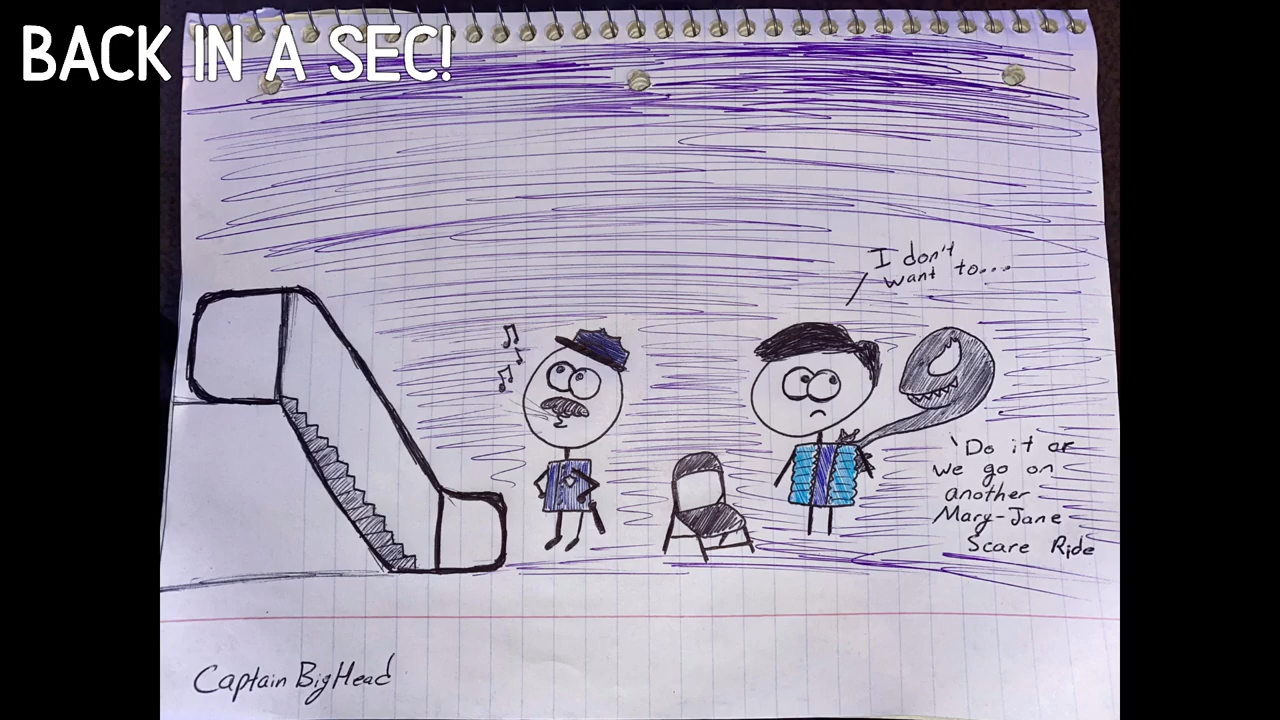 BACK IN A SEC!
I don't
want to...
Do it or
we go on
another
Mary-Jane
Scare Ride
Captain BigHead